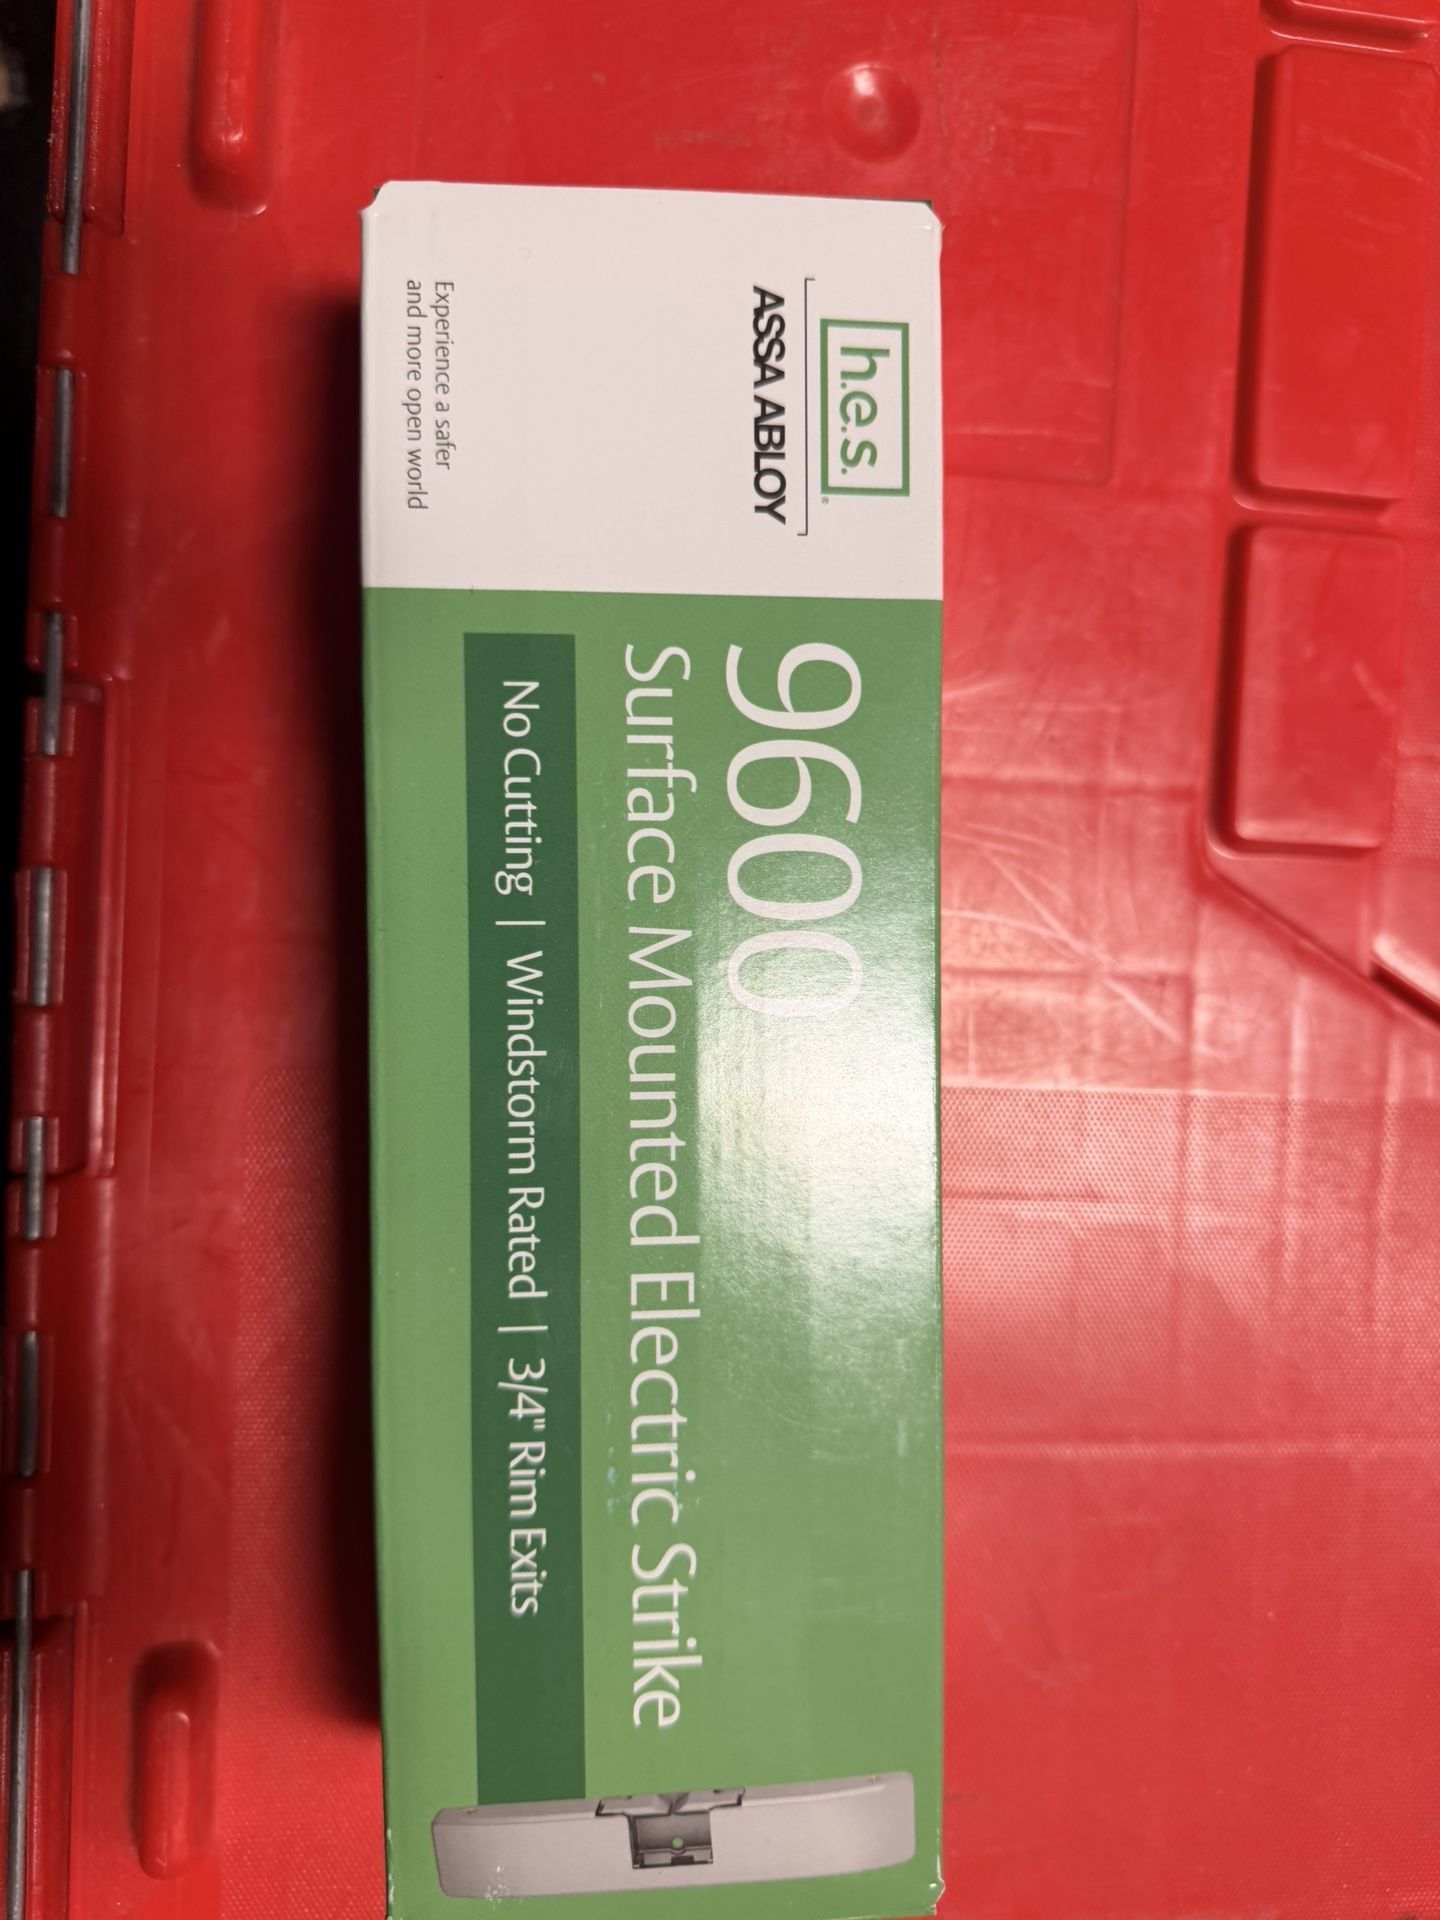 h.e.s.®
ASSA ABLOY
Experience a safer
and more open world
9600
Surface Mounted Electric Strike
No Cutting | Windstorm Rated | 3/4" Rim Exits